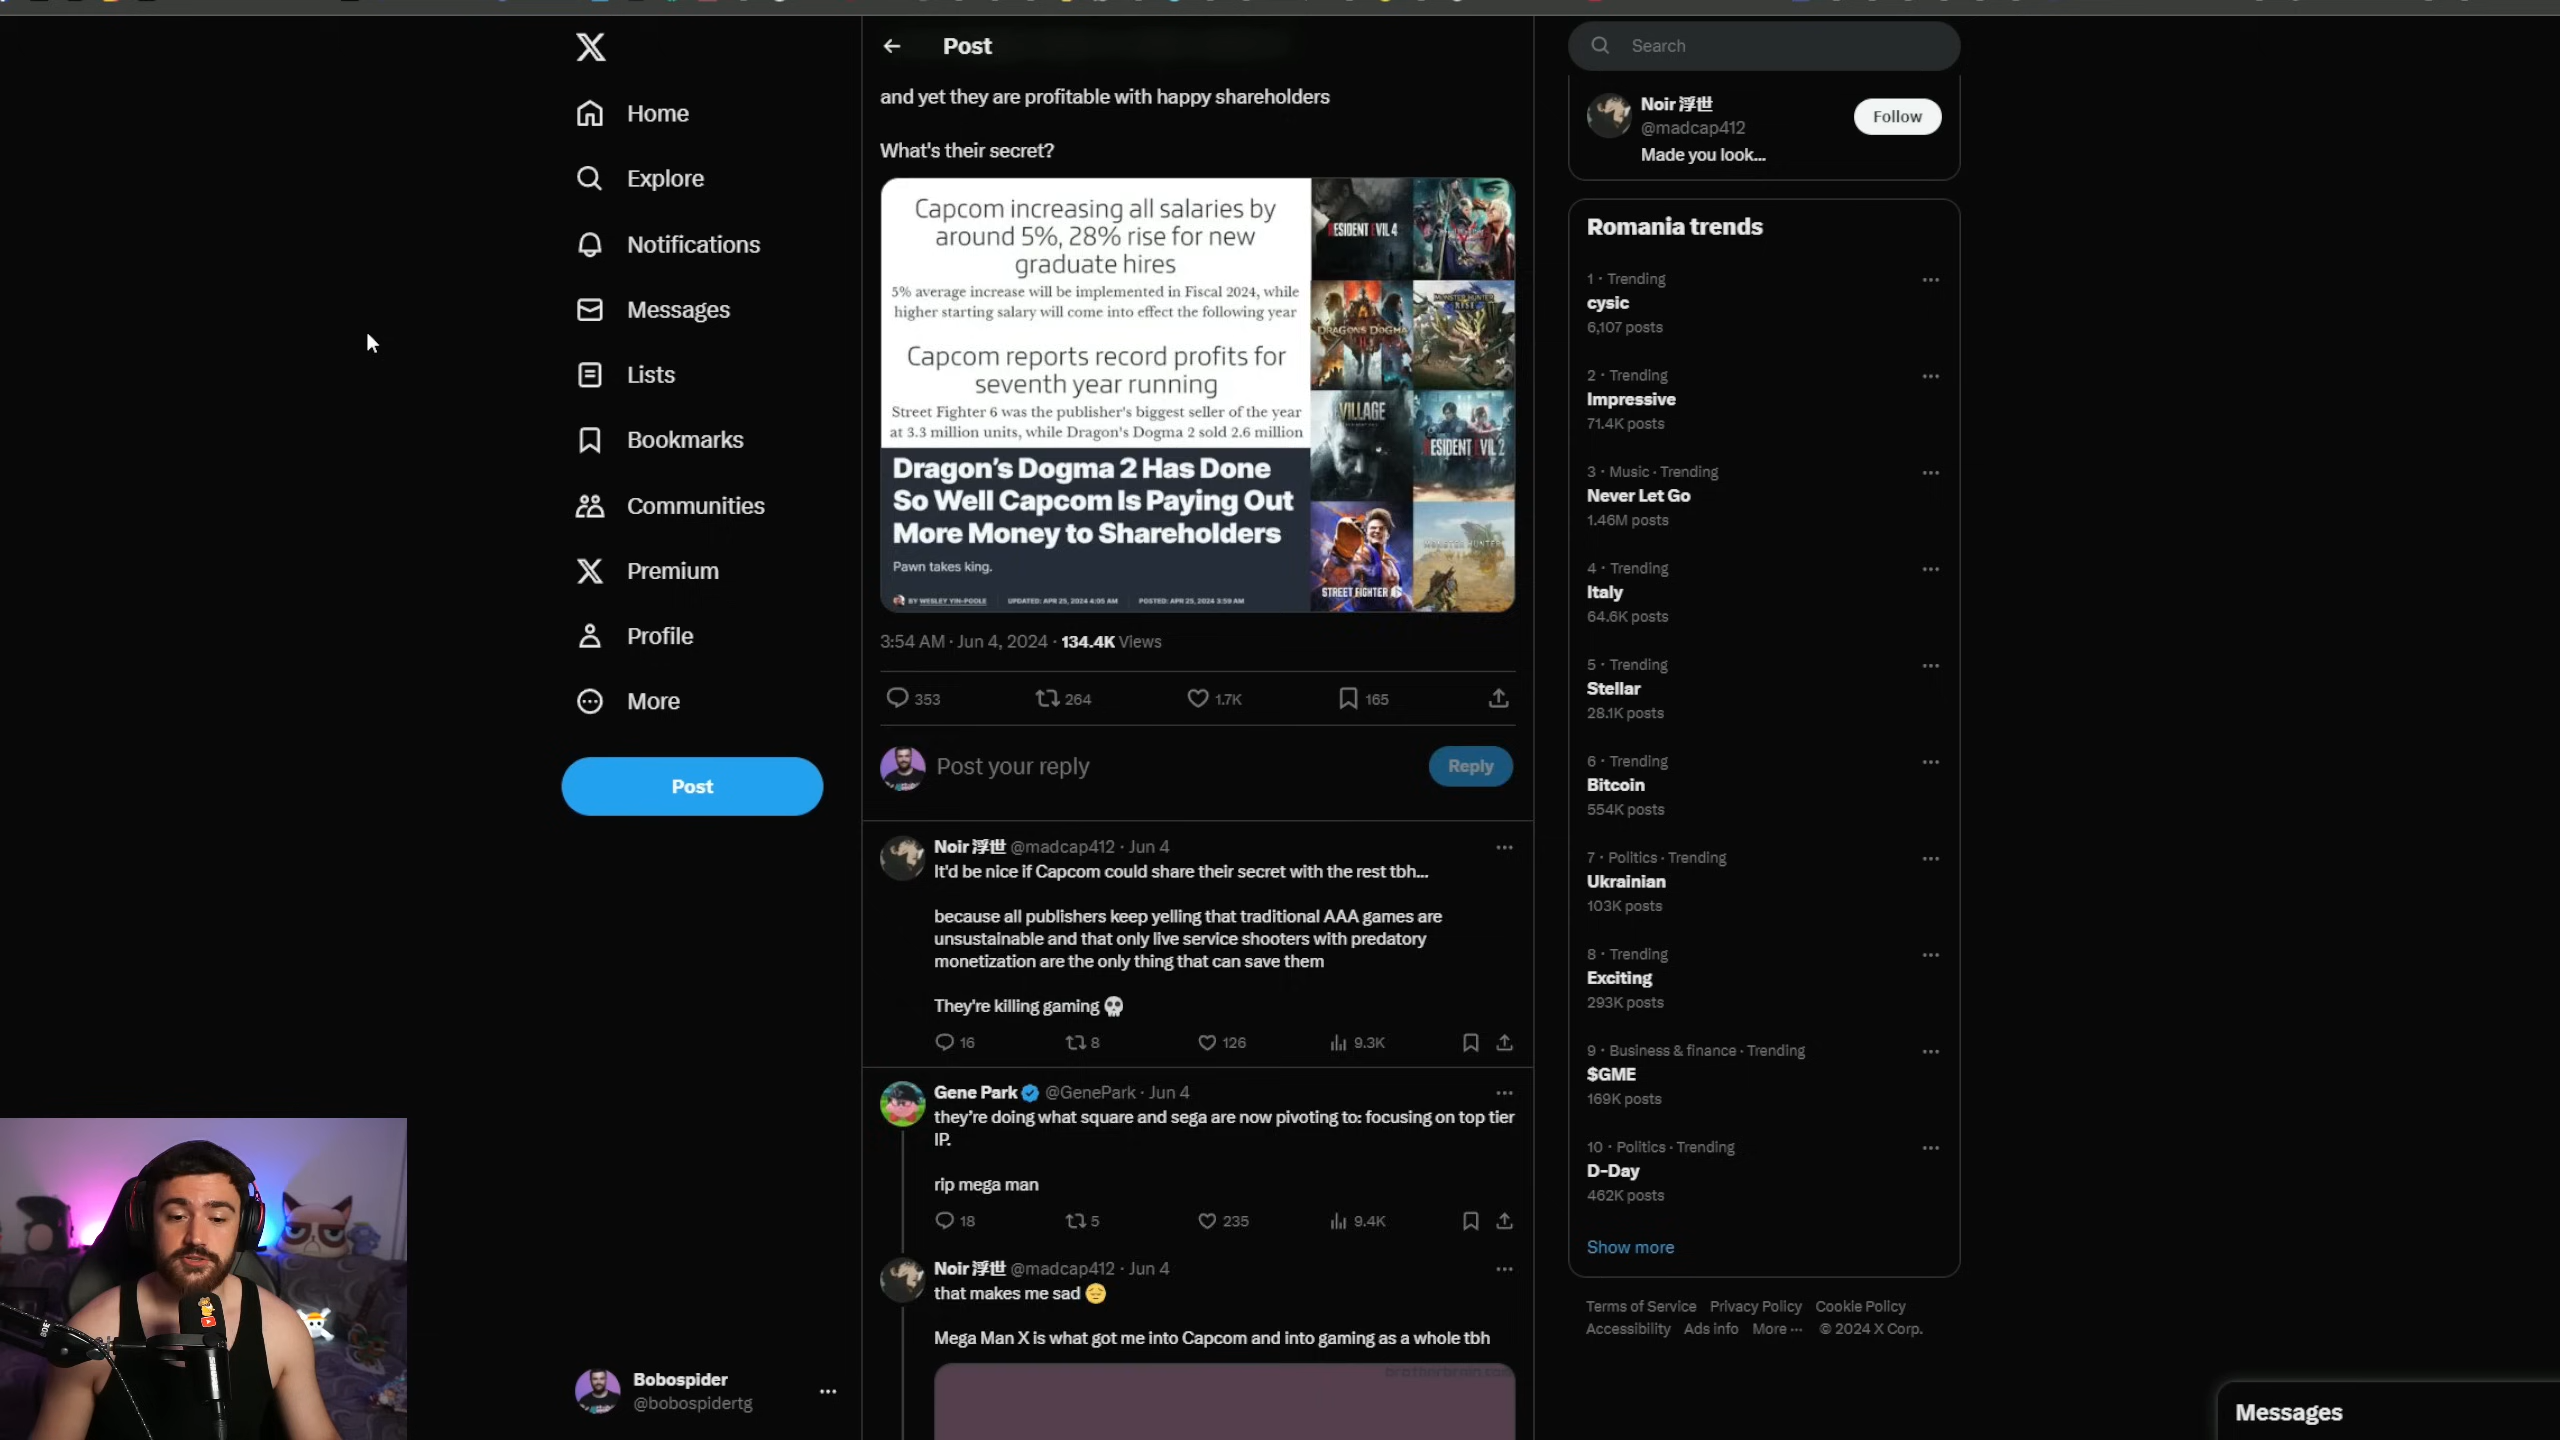 Home
Explore
Notifications
Messages
Lists
Bookmarks
Communities
Premium
Profile
More
Post
Bobospider
@bobospidertg
Post
and yet they are profitable with happy shareholders
What's their secret?
Capcom increasing all salaries by
around 5%, 28% rise for new
graduate hires
5% average increase will be implemented in Fiscal 2024, while
higher starting salary will come into effect the following year
Capcom reports record profits for
seventh year running
Street Fighter 6 was the publisher's biggest seller of the year
at 3.3 million units, while Dragon's Dogma 2 sold 2.6 million
Dragon's Dogma 2 Has Done
So Well Capcom Is Paying Out
More Money to Shareholders
Pawn takes king.
BY WESLEY YIN-POOLE UPDATED: APR 25, 2024 4:05 AM POSTED: APR 25, 2024 3:59 AM
RESIDENT EVIL 4
DRAGONS DOGMA
MONSTER HUNTER
RISE
VILLAGE
RESIDENT EVIL 2
STREET FIGHTER 6
MONSTER HUNTER
3:54 AM · Jun 4, 2024 · 134.4K Views
353 264 1.7K 165
Post your reply
Reply
Noir 浮世 @madcap412 · Jun 4
It'd be nice if Capcom could share their secret with the rest tbh...
because all publishers keep yelling that traditional AAA games are
unsustainable and that only live service shooters with predatory
monetization are the only thing that can save them
They're killing gaming 💀
16 8 126 9.3K
Gene Park @GenePark · Jun 4
they're doing what square and sega are now pivoting to: focusing on top tier
IP.
rip mega man
18 5 235 9.4K
Noir 浮世 @madcap412 · Jun 4
that makes me sad 😔
Mega Man X is what got me into Capcom and into gaming as a whole tbh
Search
Noir 浮世
@madcap412
Made you look...
Follow
Romania trends
1 · Trending
cysic
6,107 posts
2 · Trending
Impressive
71.4K posts
3 · Music · Trending
Never Let Go
1.46M posts
4 · Trending
Italy
64.6K posts
5 · Trending
Stellar
28.1K posts
6 · Trending
Bitcoin
554K posts
7 · Politics · Trending
Ukrainian
103K posts
8 · Trending
Exciting
293K posts
9 · Business & finance · Trending
$GME
169K posts
10 · Politics · Trending
D-Day
462K posts
Show more
Terms of Service Privacy Policy Cookie Policy
Accessibility Ads info More ··· © 2024 X Corp.
Messages